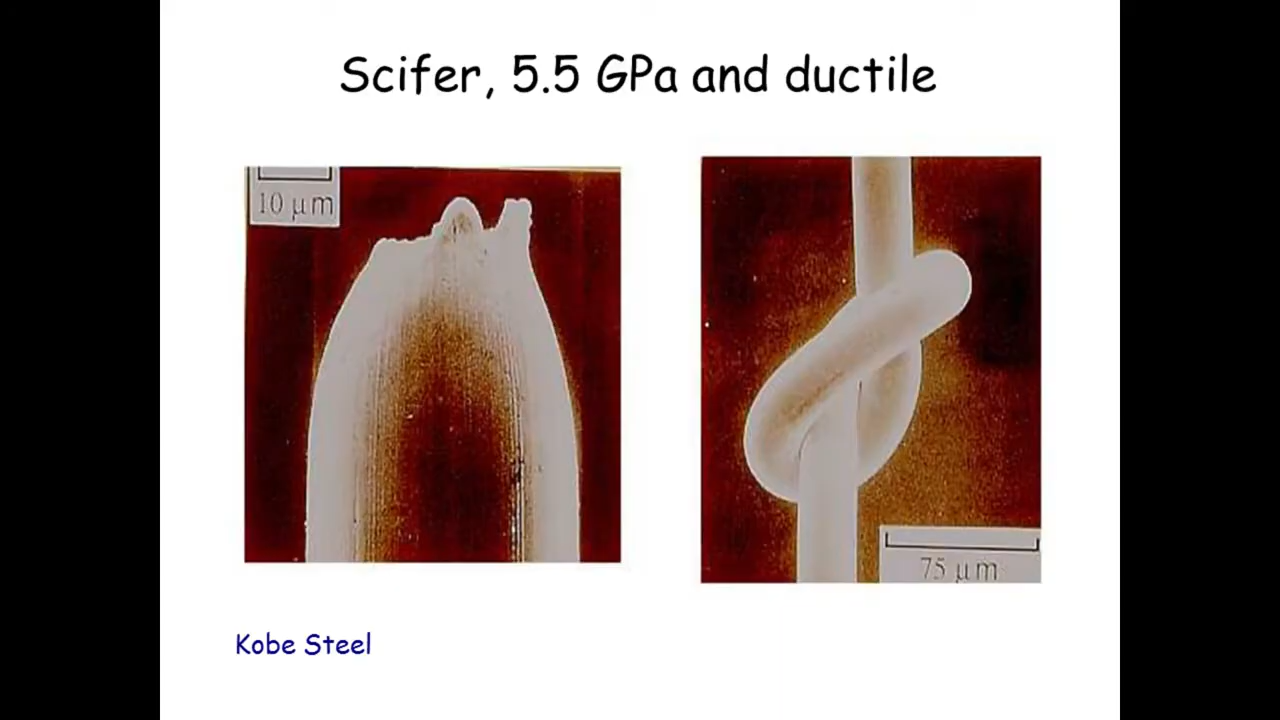 Scifer, 5.5 GPa and ductile
10 μm
75 μm
Kobe Steel